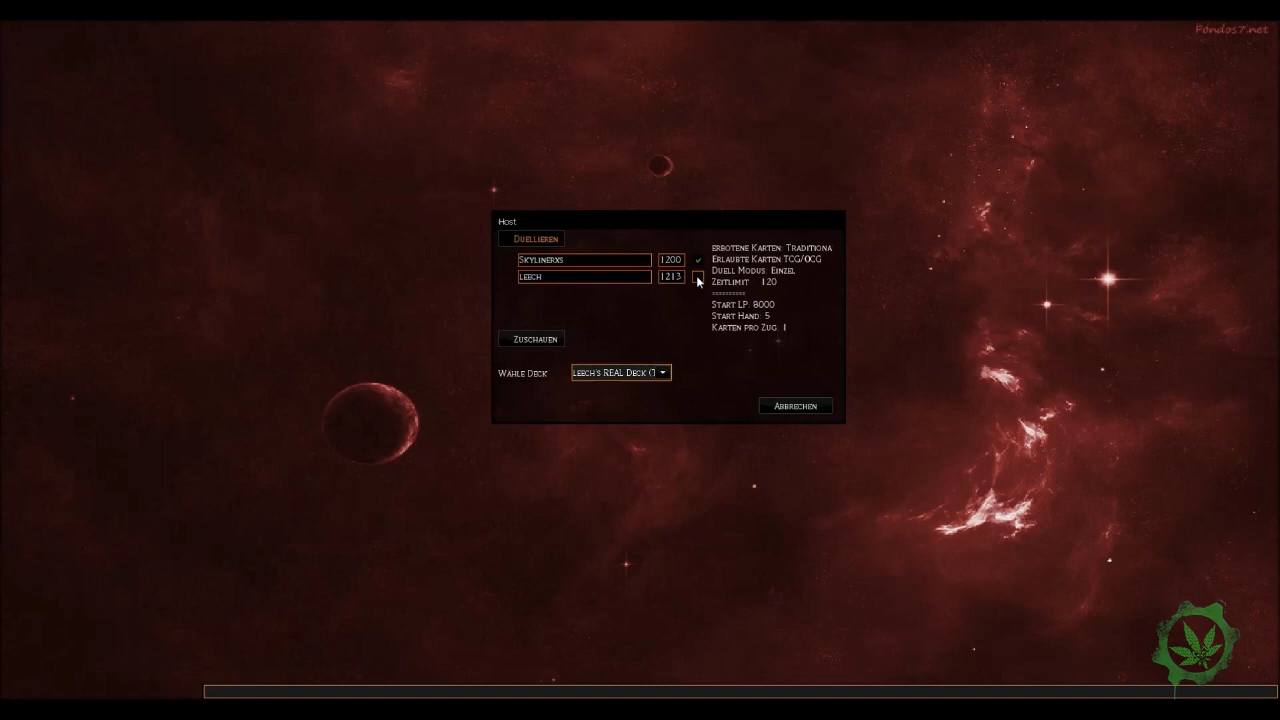 Pondos7.net
Host
Duellieren
Skylinerxs 1200
leech 1213
erbotene Karten: Traditiona
Erlaubte Karten:TCG/OCG
Duell Modus: Einzel
Zeitlimit 120
==========
Start LP: 8000
Start Hand: 5
Karten pro Zug: 1
Zuschauen
Wähle Deck leech's REAL Deck (T
Abbrechen